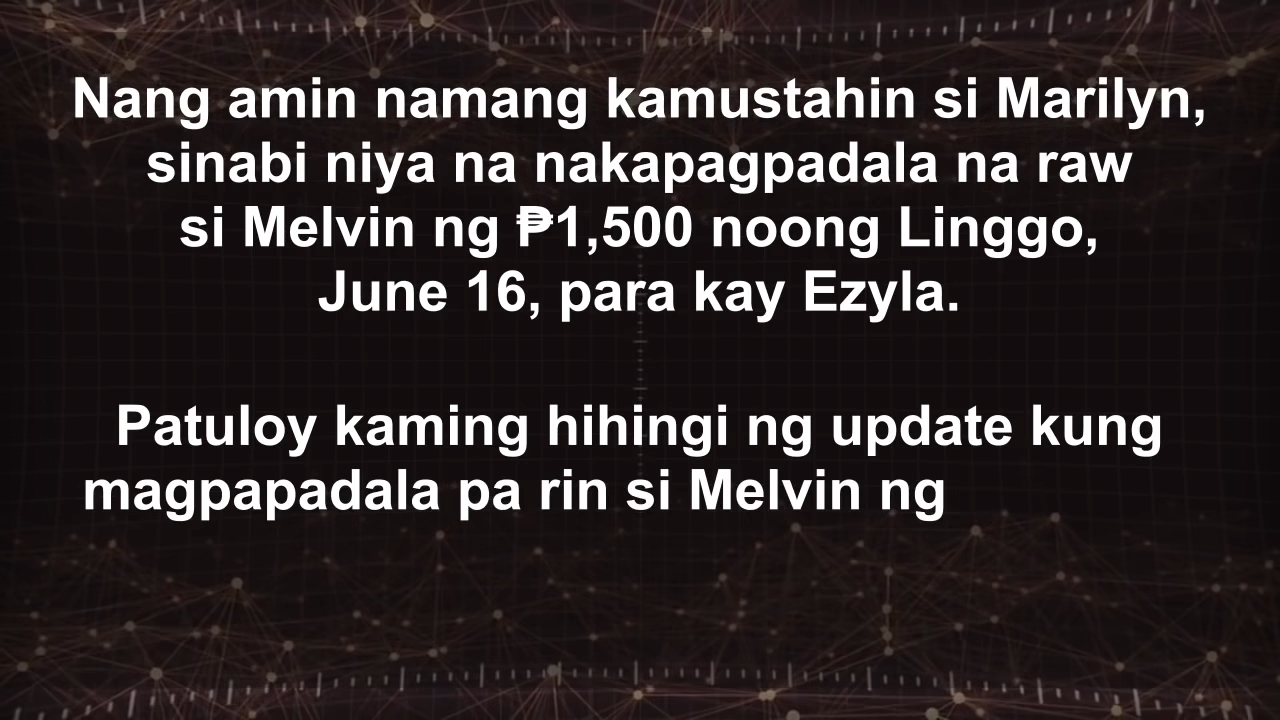 Nang amin namang kamustahin si Marilyn,
sinabi niya na nakapagpadala na raw
si Melvin ng ₱1,500 noong Linggo,
June 16, para kay Ezyla.
Patuloy kaming hihingi ng update kung
magpapadala pa rin si Melvin ng